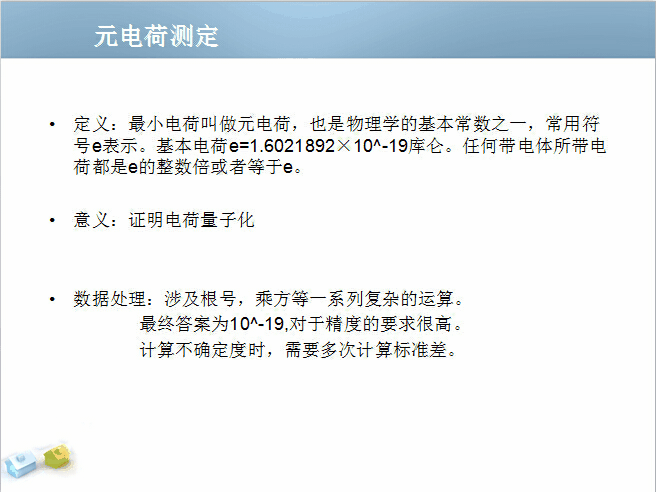 元电荷测定
• 定义：最小电荷叫做元电荷，也是物理学的基本常数之一，常用符
号e表示。基本电荷e=1.6021892×10^-19库仑。任何带电体所带电
荷都是e的整数倍或者等于e。
• 意义：证明电荷量子化
• 数据处理：涉及根号，乘方等一系列复杂的运算。
最终答案为10^-19,对于精度的要求很高。
计算不确定度时，需要多次计算标准差。